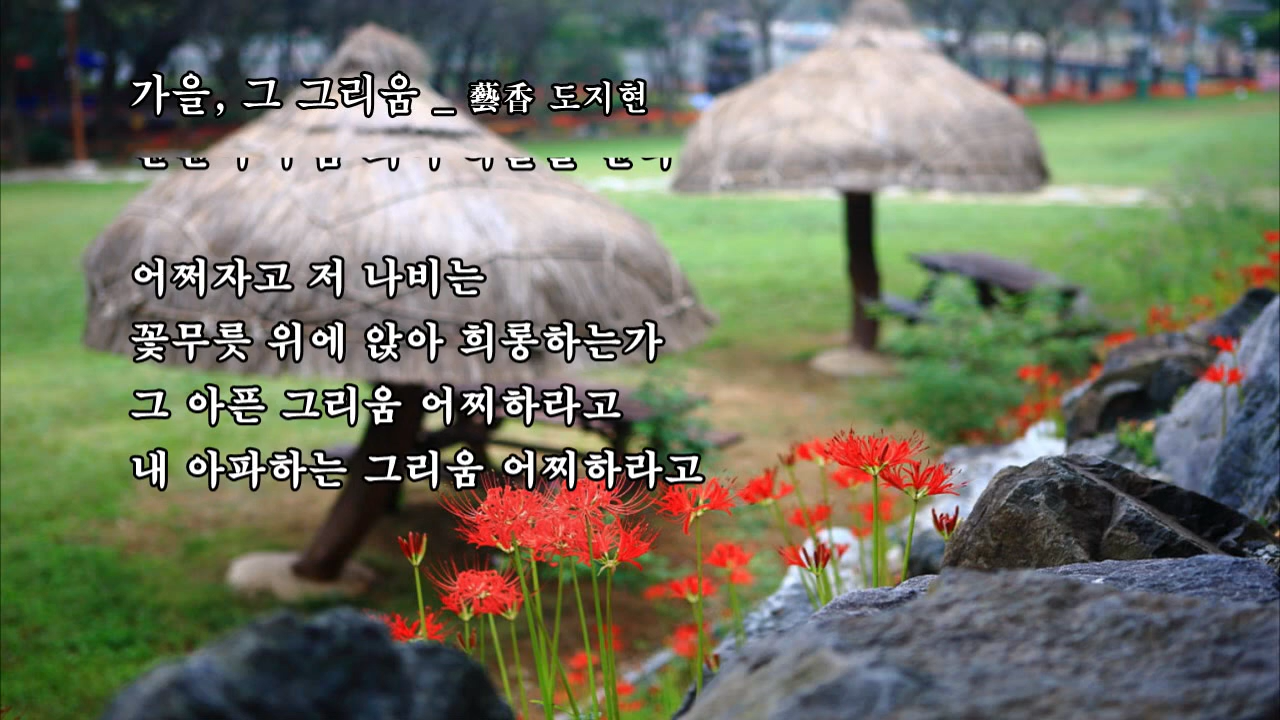 가을, 그 그리움 _ 藝香 도지현
어쩌자고 저 나비는
꽃무릇 위에 앉아 희롱하는가
그 아픈 그리움 어찌하라고
내 아파하는 그리움 어찌하라고